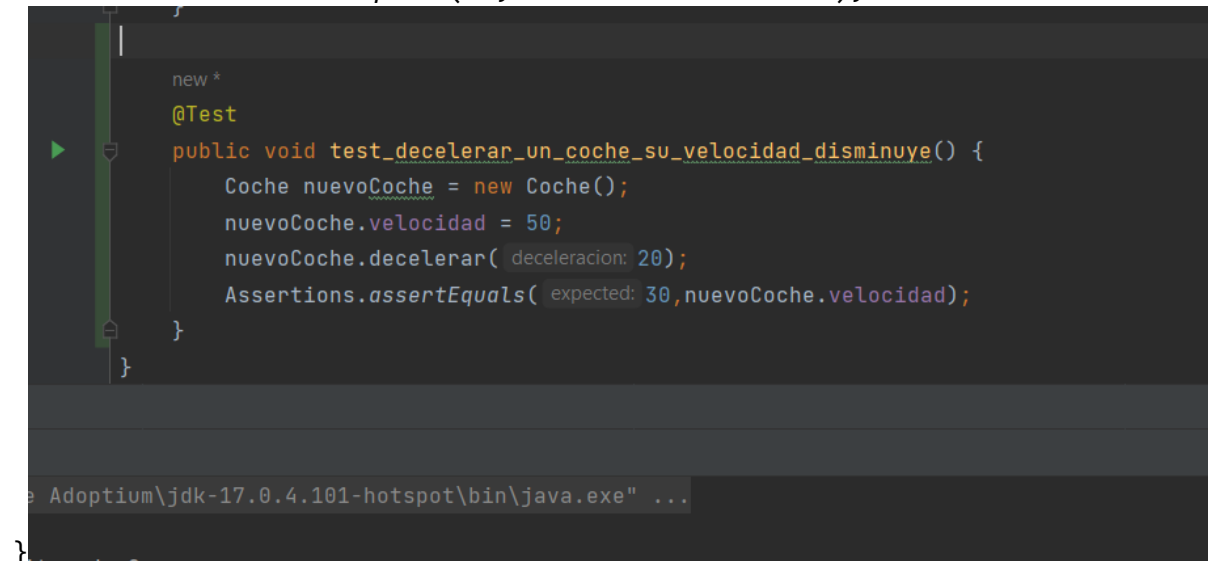 }
new *
@Test
public void test_decelerar_un_coche_su_velocidad_disminuye() {
Coche nuevoCoche = new Coche();
nuevoCoche.velocidad = 50;
nuevoCoche.decelerar( deceleracion: 20);
Assertions.assertEquals( expected: 30,nuevoCoche.velocidad);
}
}
e Adoptium\jdk-17.0.4.101-hotspot\bin\java.exe" ...
}